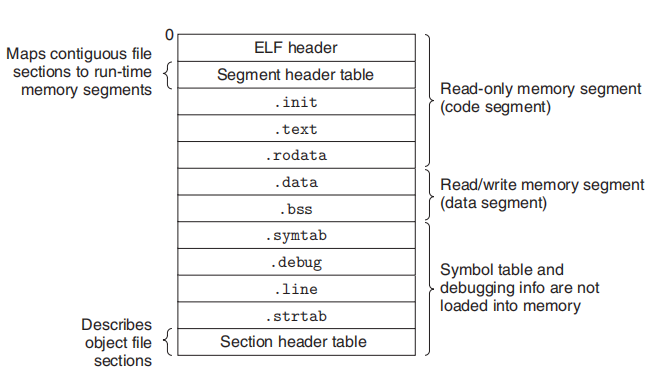 0
Maps contiguous file
sections to run-time
memory segments
ELF header
Segment header table
.init
.text
.rodata
.data
.bss
.symtab
.debug
.line
.strtab
Section header table
Describes
object file
sections
Read-only memory segment
(code segment)
Read/write memory segment
(data segment)
Symbol table and
debugging info are not
loaded into memory